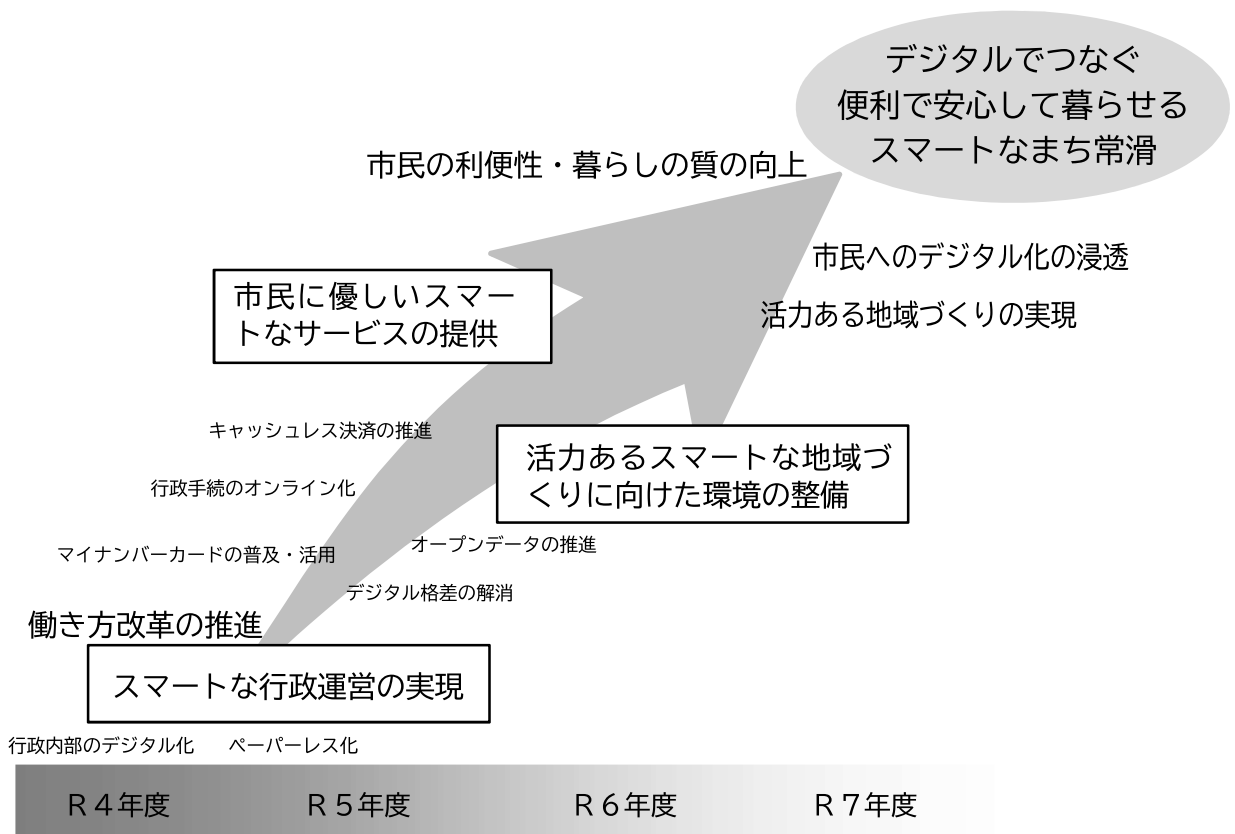 デジタルでつなぐ
便利で安心して暮らせる
スマートなまち常滑
市民の利便性・暮らしの質の向上
市民へのデジタル化の浸透
活力ある地域づくりの実現
市民に優しいスマー
トなサービスの提供
キャッシュレス決済の推進
活力あるスマートな地域づ
くりに向けた環境の整備
行政手続のオンライン化
マイナンバーカードの普及・活用
オープンデータの推進
デジタル格差の解消
働き方改革の推進
スマートな行政運営の実現
行政内部のデジタル化 ペーパーレス化
R4年度 R5年度 R6年度 R7年度